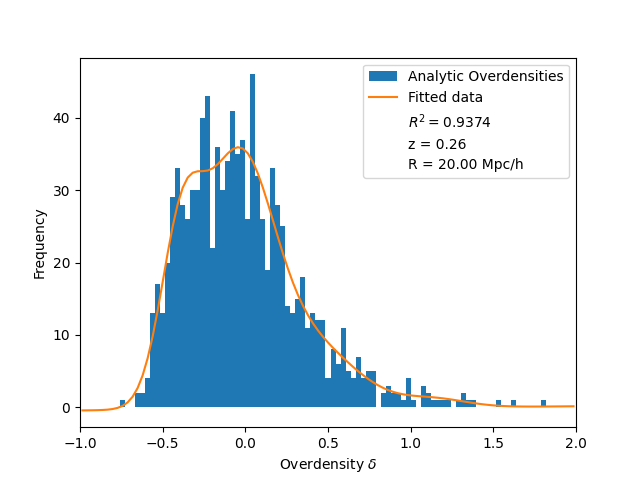 Analytic Overdensities
Fitted data
R² = 0.9374
z = 0.26
R = 20.00 Mpc/h
Frequency
40
30
20
10
0
−1.0 −0.5 0.0 0.5 1.0 1.5 2.0
Overdensity δ